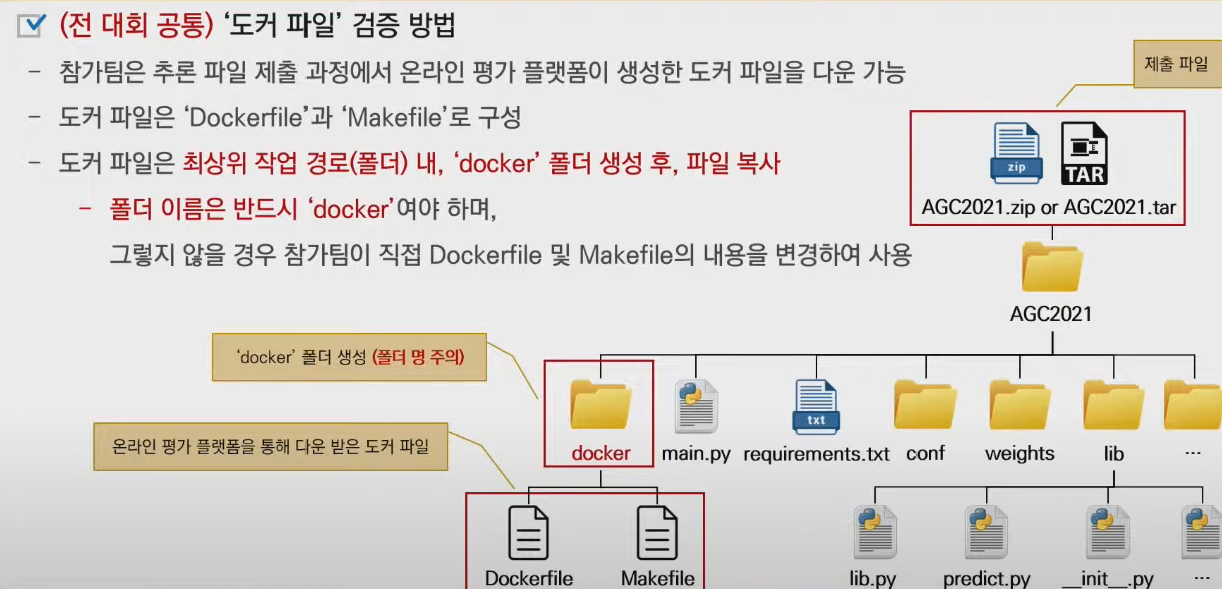 (전 대회 공통) ‘도커 파일’ 검증 방법
- 참가팀은 추론 파일 제출 과정에서 온라인 평가 플랫폼이 생성한 도커 파일을 다운 가능
- 도커 파일은 ‘Dockerfile’과 ‘Makefile’로 구성
- 도커 파일은 최상위 작업 경로(폴더) 내, ‘docker’ 폴더 생성 후, 파일 복사
- 폴더 이름은 반드시 ‘docker’여야 하며,
그렇지 않을 경우 참가팀이 직접 Dockerfile 및 Makefile의 내용을 변경하여 사용
제출 파일
zip
TAR
AGC2021.zip or AGC2021.tar
AGC2021
‘docker’ 폴더 생성 (폴더 명 주의)
온라인 평가 플랫폼을 통해 다운 받은 도커 파일
txt
docker
main.py
requirements.txt
conf
weights
lib
...
Dockerfile
Makefile
lib.py
predict.py
__init__.py
...